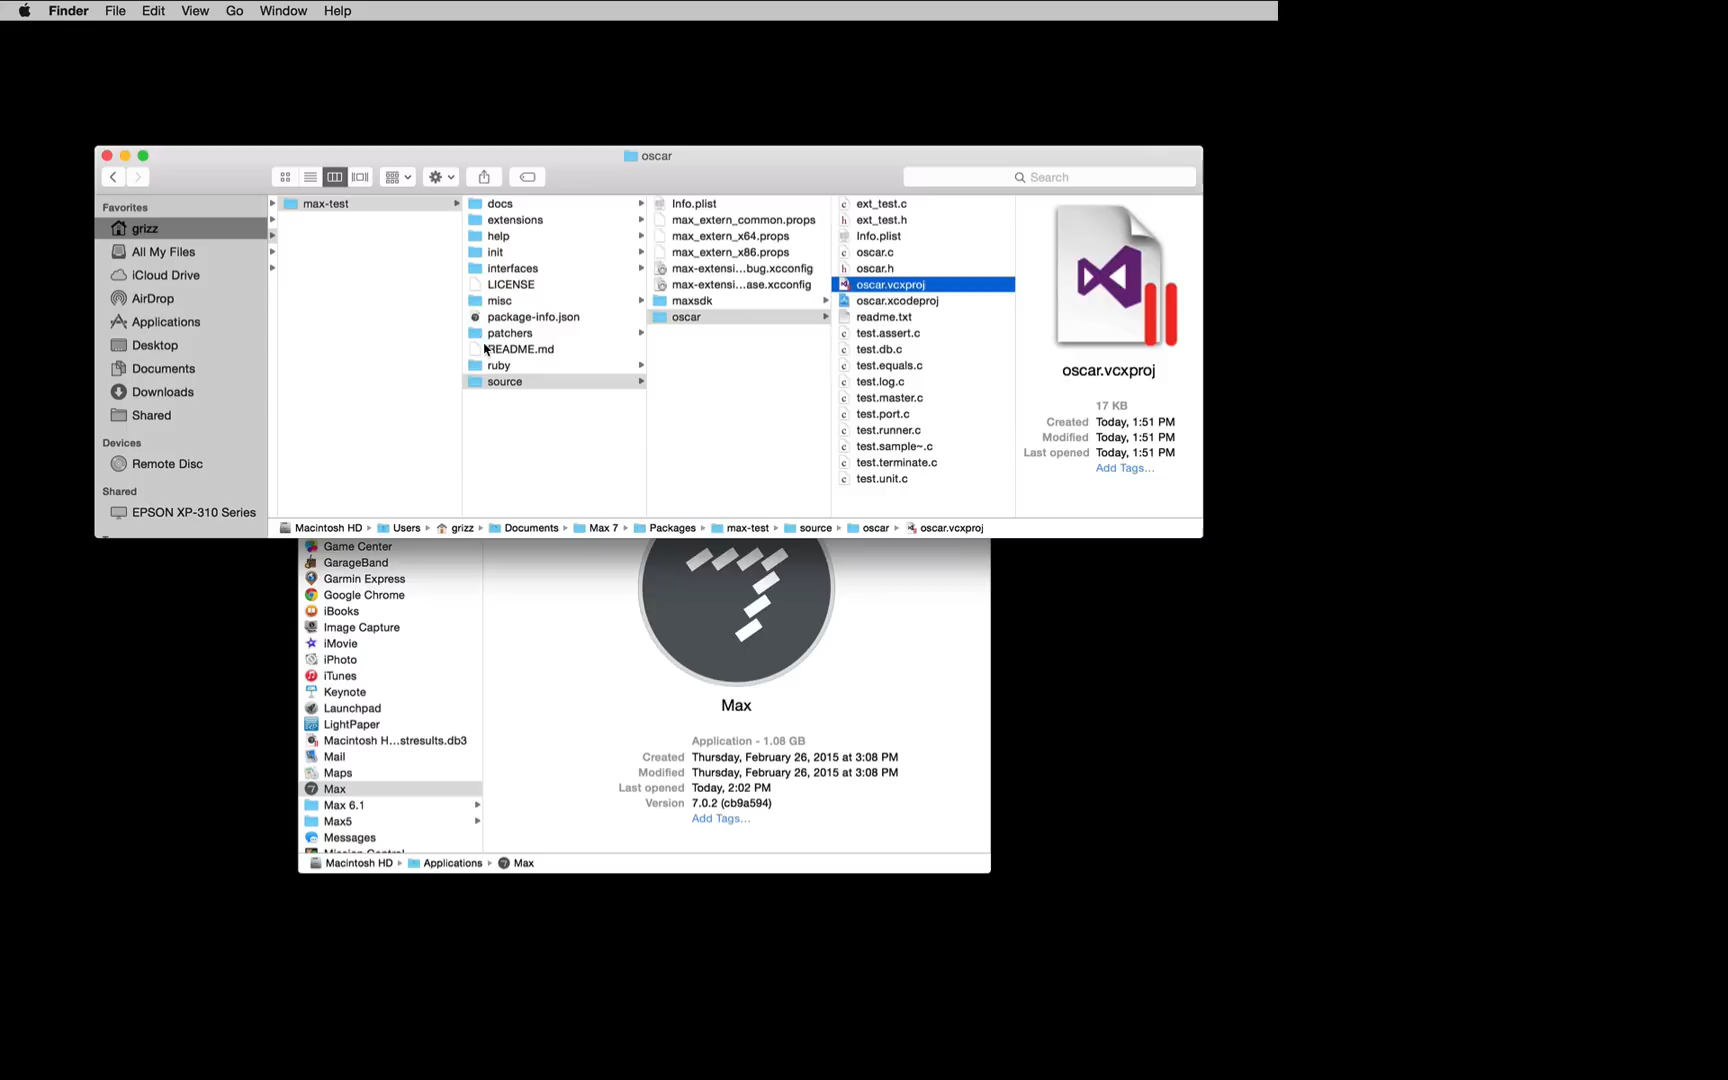 Finder File Edit View Go Window Help
oscar
Search
Favorites
grizz
All My Files
iCloud Drive
AirDrop
Applications
Desktop
Documents
Downloads
Shared
Devices
Remote Disc
Shared
EPSON XP-310 Series
max-test
docs
extensions
help
init
interfaces
LICENSE
misc
package-info.json
patchers
README.md
ruby
source
Info.plist
max_extern_common.props
max_extern_x64.props
max_extern_x86.props
max-extensi...bug.xcconfig
max-extensi...ase.xcconfig
maxsdk
oscar
ext_test.c
ext_test.h
Info.plist
oscar.c
oscar.h
oscar.vcxproj
oscar.xcodeproj
readme.txt
test.assert.c
test.db.c
test.equals.c
test.log.c
test.master.c
test.port.c
test.runner.c
test.sample~.c
test.terminate.c
test.unit.c
oscar.vcxproj
17 KB
Created Today, 1:51 PM
Modified Today, 1:51 PM
Last opened Today, 1:51 PM
Add Tags...
Macintosh HD Users grizz Documents Max 7 Packages max-test source oscar oscar.vcxproj
Game Center
GarageBand
Garmin Express
Google Chrome
iBooks
Image Capture
iMovie
iPhoto
iTunes
Keynote
Launchpad
LightPaper
Macintosh H...stresults.db3
Mail
Maps
Max
Max 6.1
Max5
Messages
Max
Application - 1.08 GB
Created Thursday, February 26, 2015 at 3:08 PM
Modified Thursday, February 26, 2015 at 3:08 PM
Last opened Today, 2:02 PM
Version 7.0.2 (cb9a594)
Add Tags...
Macintosh HD Applications Max